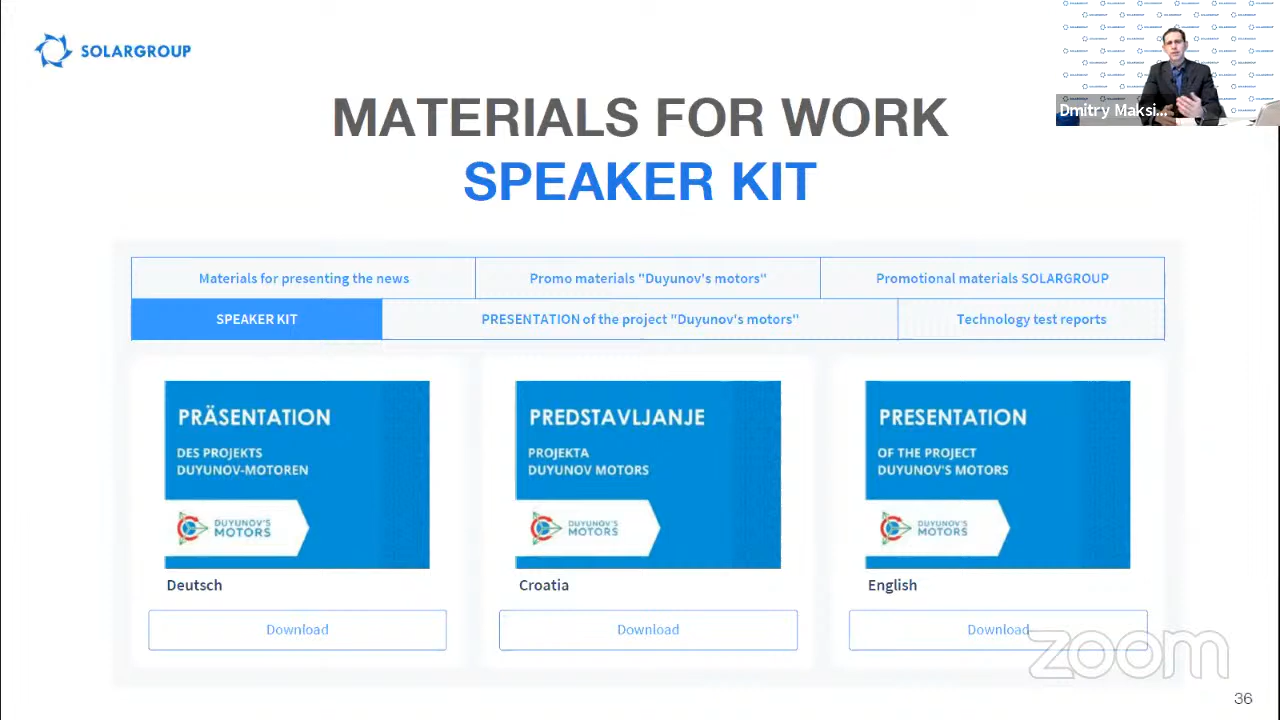 SOLARGROUP
Dmitry Maksi...
MATERIALS FOR WORK
SPEAKER KIT
Materials for presenting the news
Promo materials "Duyunov's motors"
Promotional materials SOLARGROUP
SPEAKER KIT
PRESENTATION of the project "Duyunov's motors"
Technology test reports
PRÄSENTATION
DES PROJEKTS
DUYUNOV-MOTOREN
DUYUNOV'S
MOTORS
Deutsch
Download
PREDSTAVLJANJE
PROJEKTA
DUYUNOV MOTORS
DUYUNOV'S
MOTORS
Croatia
Download
PRESENTATION
OF THE PROJECT
DUYUNOV'S MOTORS
DUYUNOV'S
MOTORS
English
Download
zoom
36